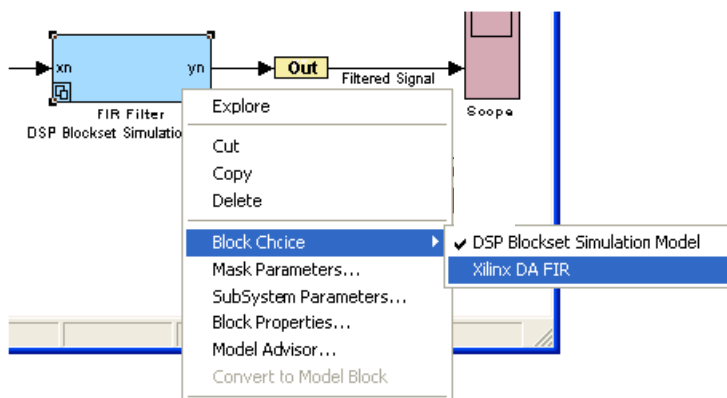 xn
yn
Out
Filtered Signal
FIR Filter
DSP Blockset Simulatio
Scope
Explore
Cut
Copy
Delete
Block Choice
DSP Blockset Simulation Model
Xilinx DA FIR
Mask Parameters...
SubSystem Parameters...
Block Properties...
Model Advisor...
Convert to Model Block